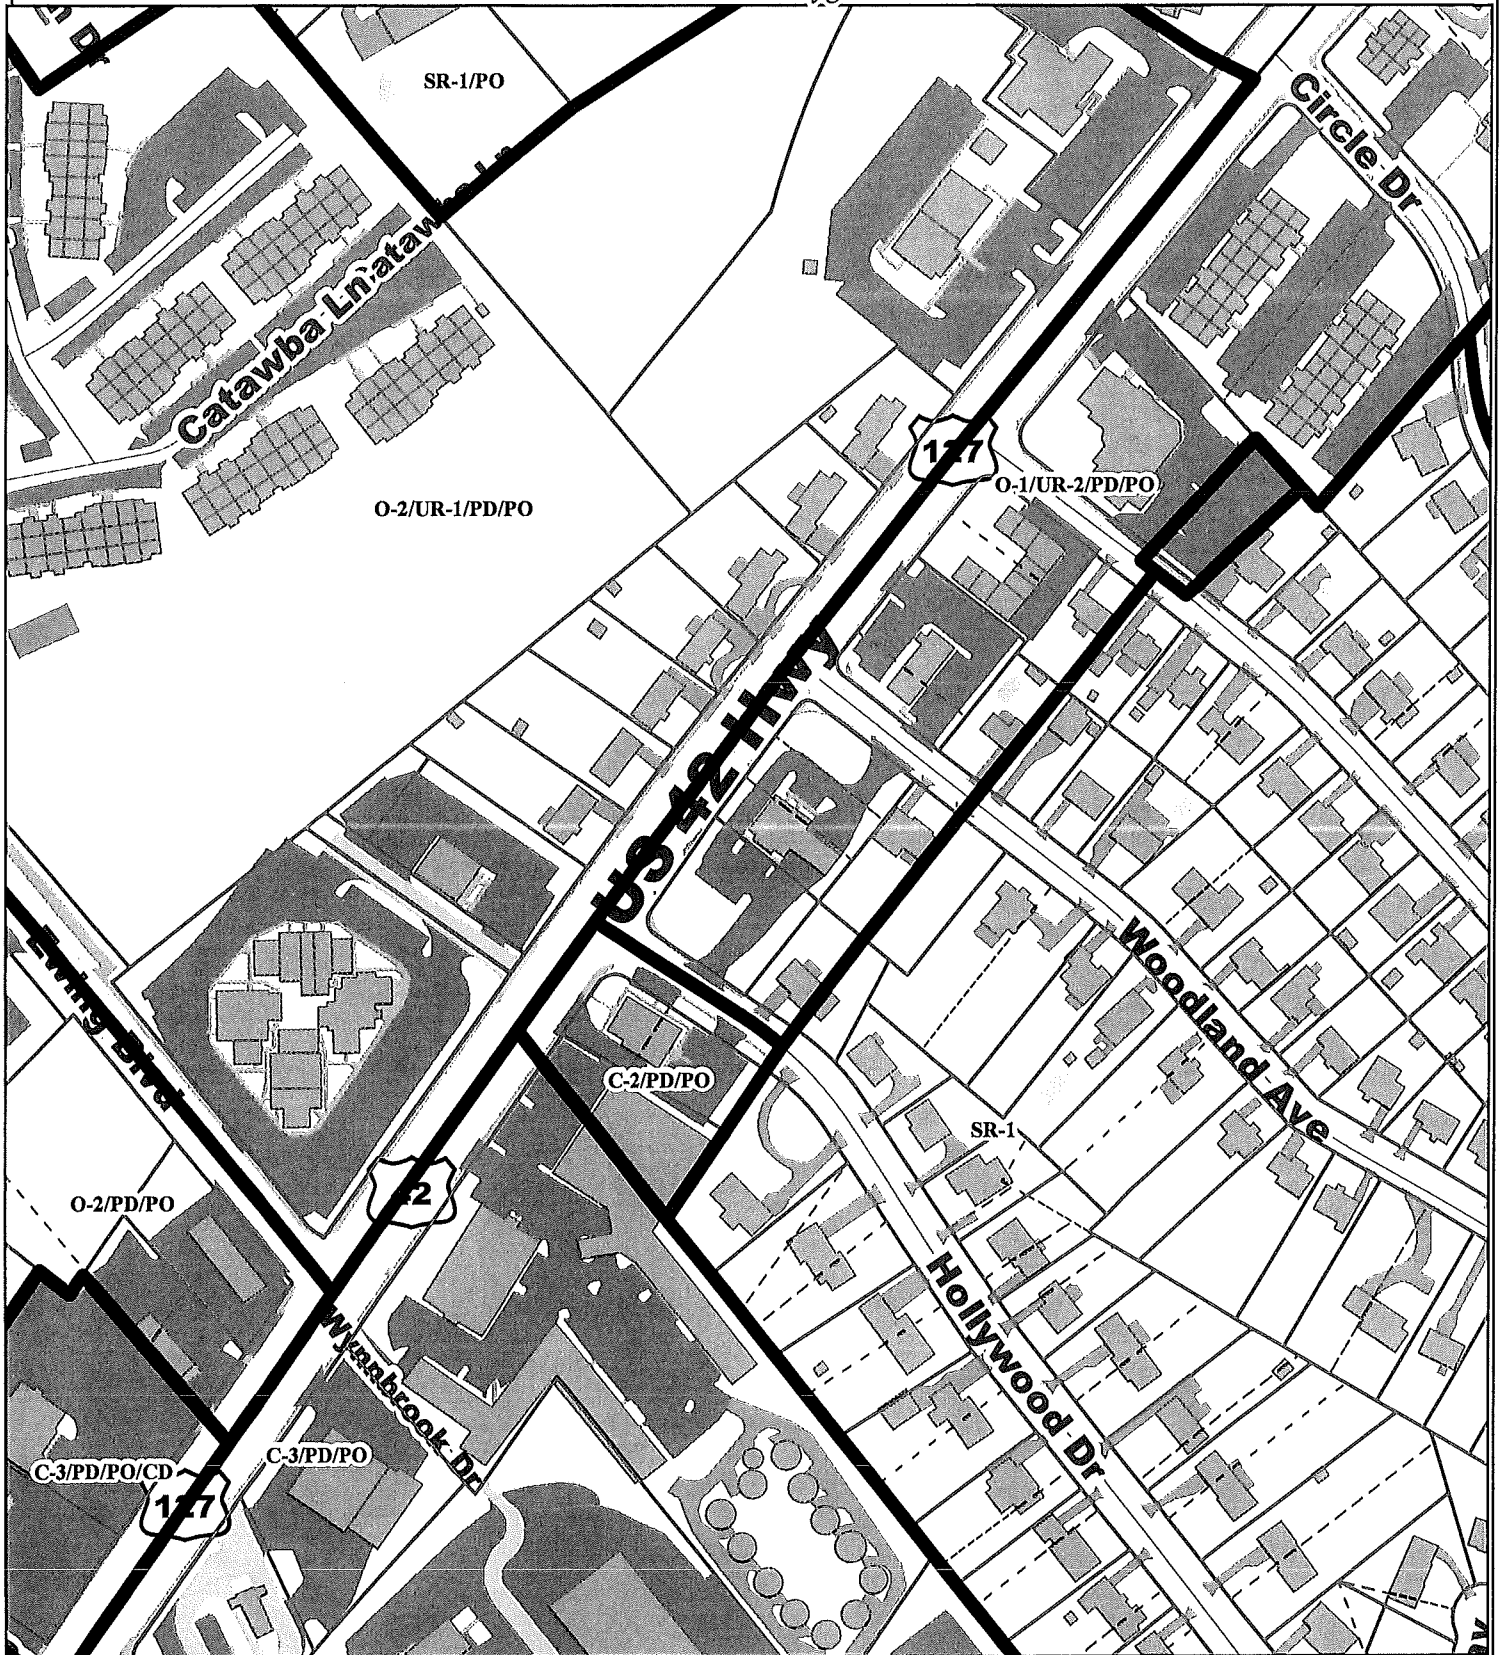 SR-1/PO
Circle Dr
Catawba Ln
127
O-1/UR-2/PD/PO
O-2/UR-1/PD/PO
US 42 Hwy
Woodland Ave
Ewing Blvd
C-2/PD/PO
SR-1
42
O-2/PD/PO
Wynnbrook Dr
Hollywood Dr
C-3/PD/PO
C-3/PD/PO/CD
127